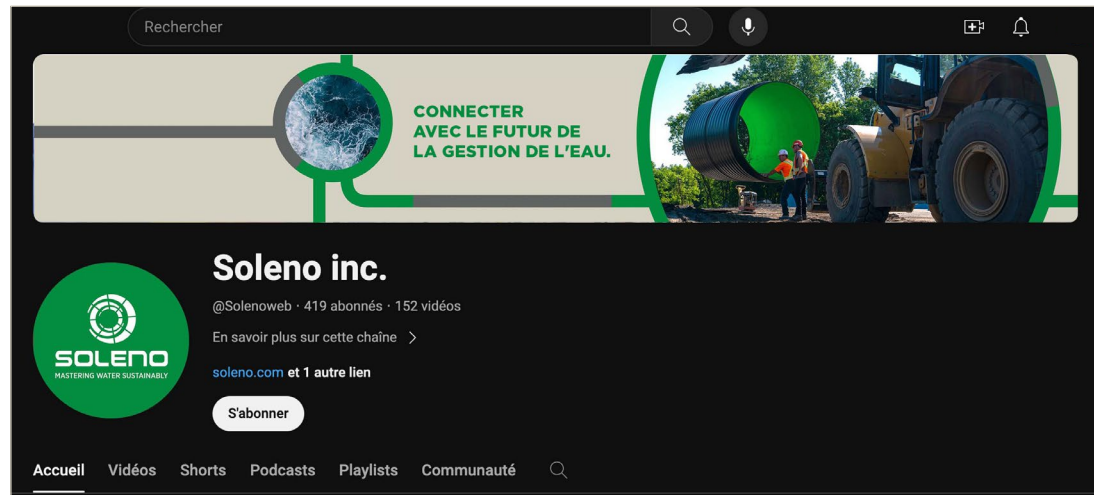 Rechercher
CONNECTER
AVEC LE FUTUR DE
LA GESTION DE L'EAU.
Soleno inc.
@Solenoweb · 419 abonnés · 152 vidéos
En savoir plus sur cette chaîne
soleno.com et 1 autre lien
S'abonner
SOLENO
MASTERING WATER SUSTAINABLY
Accueil Vidéos Shorts Podcasts Playlists Communauté